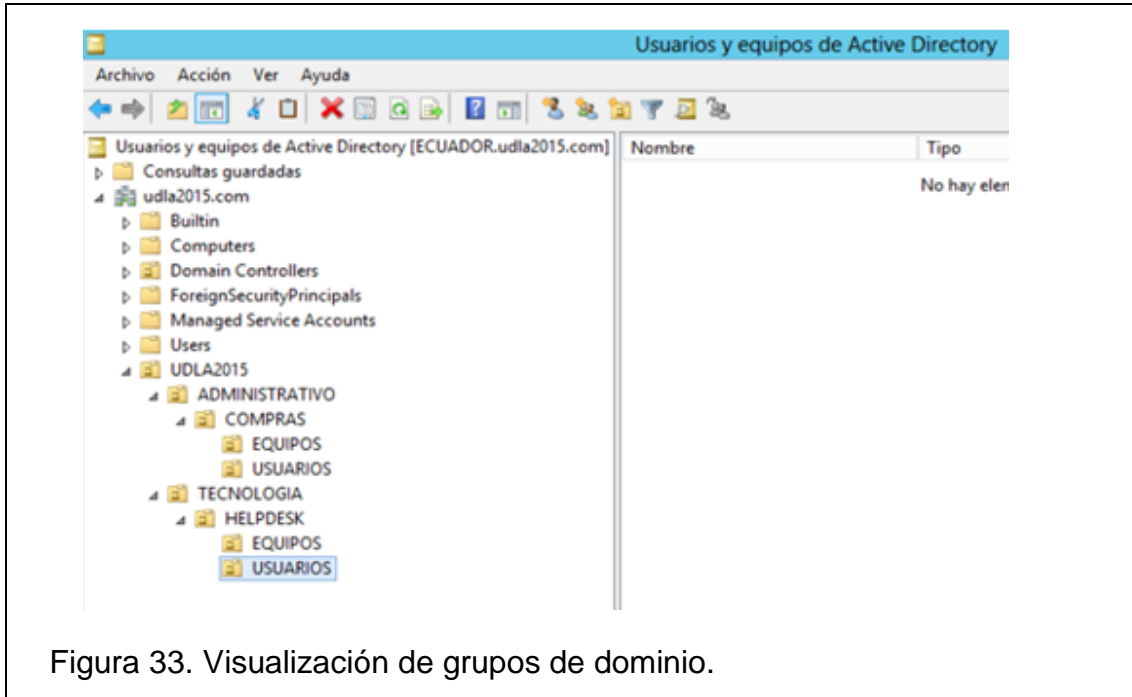 Usuarios y equipos de Active Directory
Archivo Acción Ver Ayuda
Usuarios y equipos de Active Directory [ECUADOR.udla2015.com]
Nombre Tipo
Consultas guardadas
No hay elen
udla2015.com
Builtin
Computers
Domain Controllers
ForeignSecurityPrincipals
Managed Service Accounts
Users
UDLA2015
ADMINISTRATIVO
COMPRAS
EQUIPOS
USUARIOS
TECNOLOGIA
HELPDESK
EQUIPOS
USUARIOS
Figura 33. Visualización de grupos de dominio.